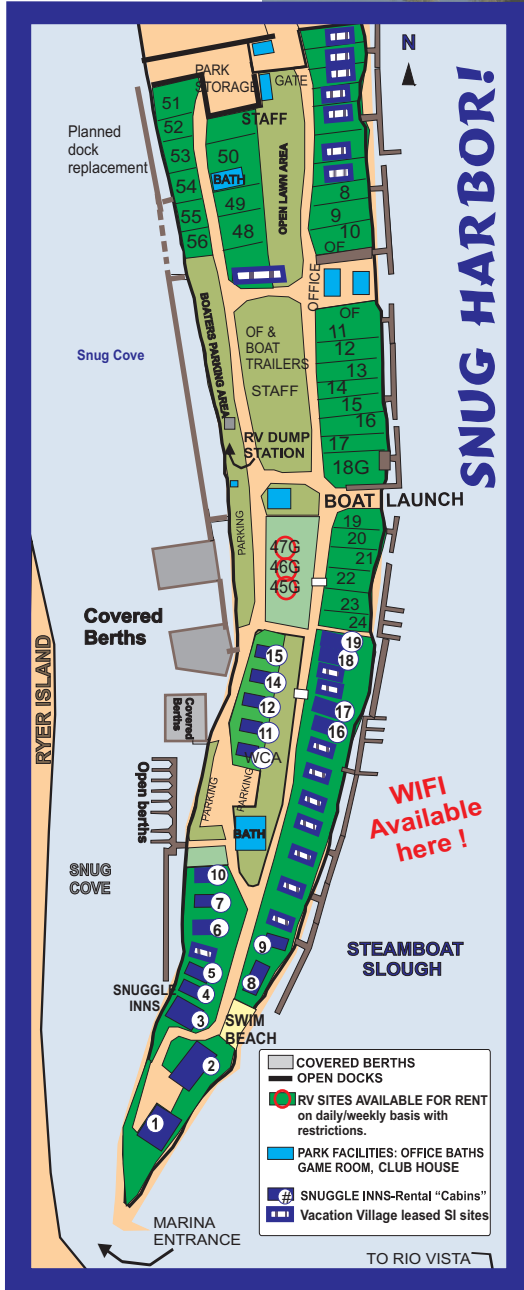 SNUG HARBOR!
N
PARK
STORAGE
GATE
STAFF
51
52
53
54
55
56
Planned
dock
replacement
50
BATH
49
48
OPEN LAWN AREA
8
9
10
OF
OFFICE
OF
11
12
13
14
15
16
17
18G
OF &
BOAT
TRAILERS
STAFF
BOATERS PARKING AREA
Snug Cove
RV DUMP
STATION
BOAT LAUNCH
PARKING
47G
46G
45G
19
20
21
22
23
24
Covered
Berths
RYER ISLAND
15
14
12
11
WCA
19
18
17
16
Covered
Berths
Open berths
PARKING
PARKING
BATH
WIFI
Available
here !
SNUG
COVE
10
7
6
5
4
3
SNUGGLE
INNS
9
8
STEAMBOAT
SLOUGH
SWIM
BEACH
2
1
COVERED BERTHS
OPEN DOCKS
RV SITES AVAILABLE FOR RENT
on daily/weekly basis with
restrictions.
PARK FACILITIES: OFFICE BATHS
GAME ROOM, CLUB HOUSE
# SNUGGLE INNS-Rental “Cabins”
Vacation Village leased SI sites
MARINA
ENTRANCE
TO RIO VISTA